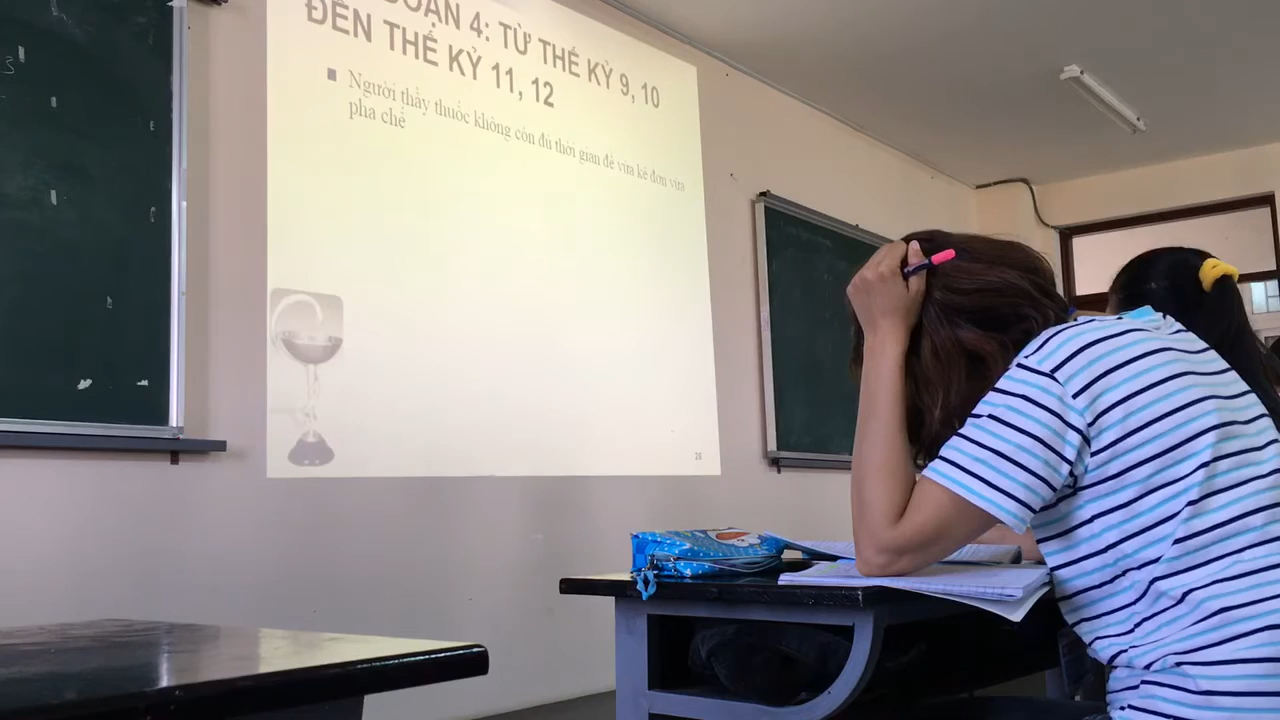 ĐOẠN 4: TỪ THẾ KỶ 9, 10
ĐẾN THẾ KỶ 11, 12
Người thầy thuốc không còn đủ thời gian để vừa kê đơn vừa
pha chế
26